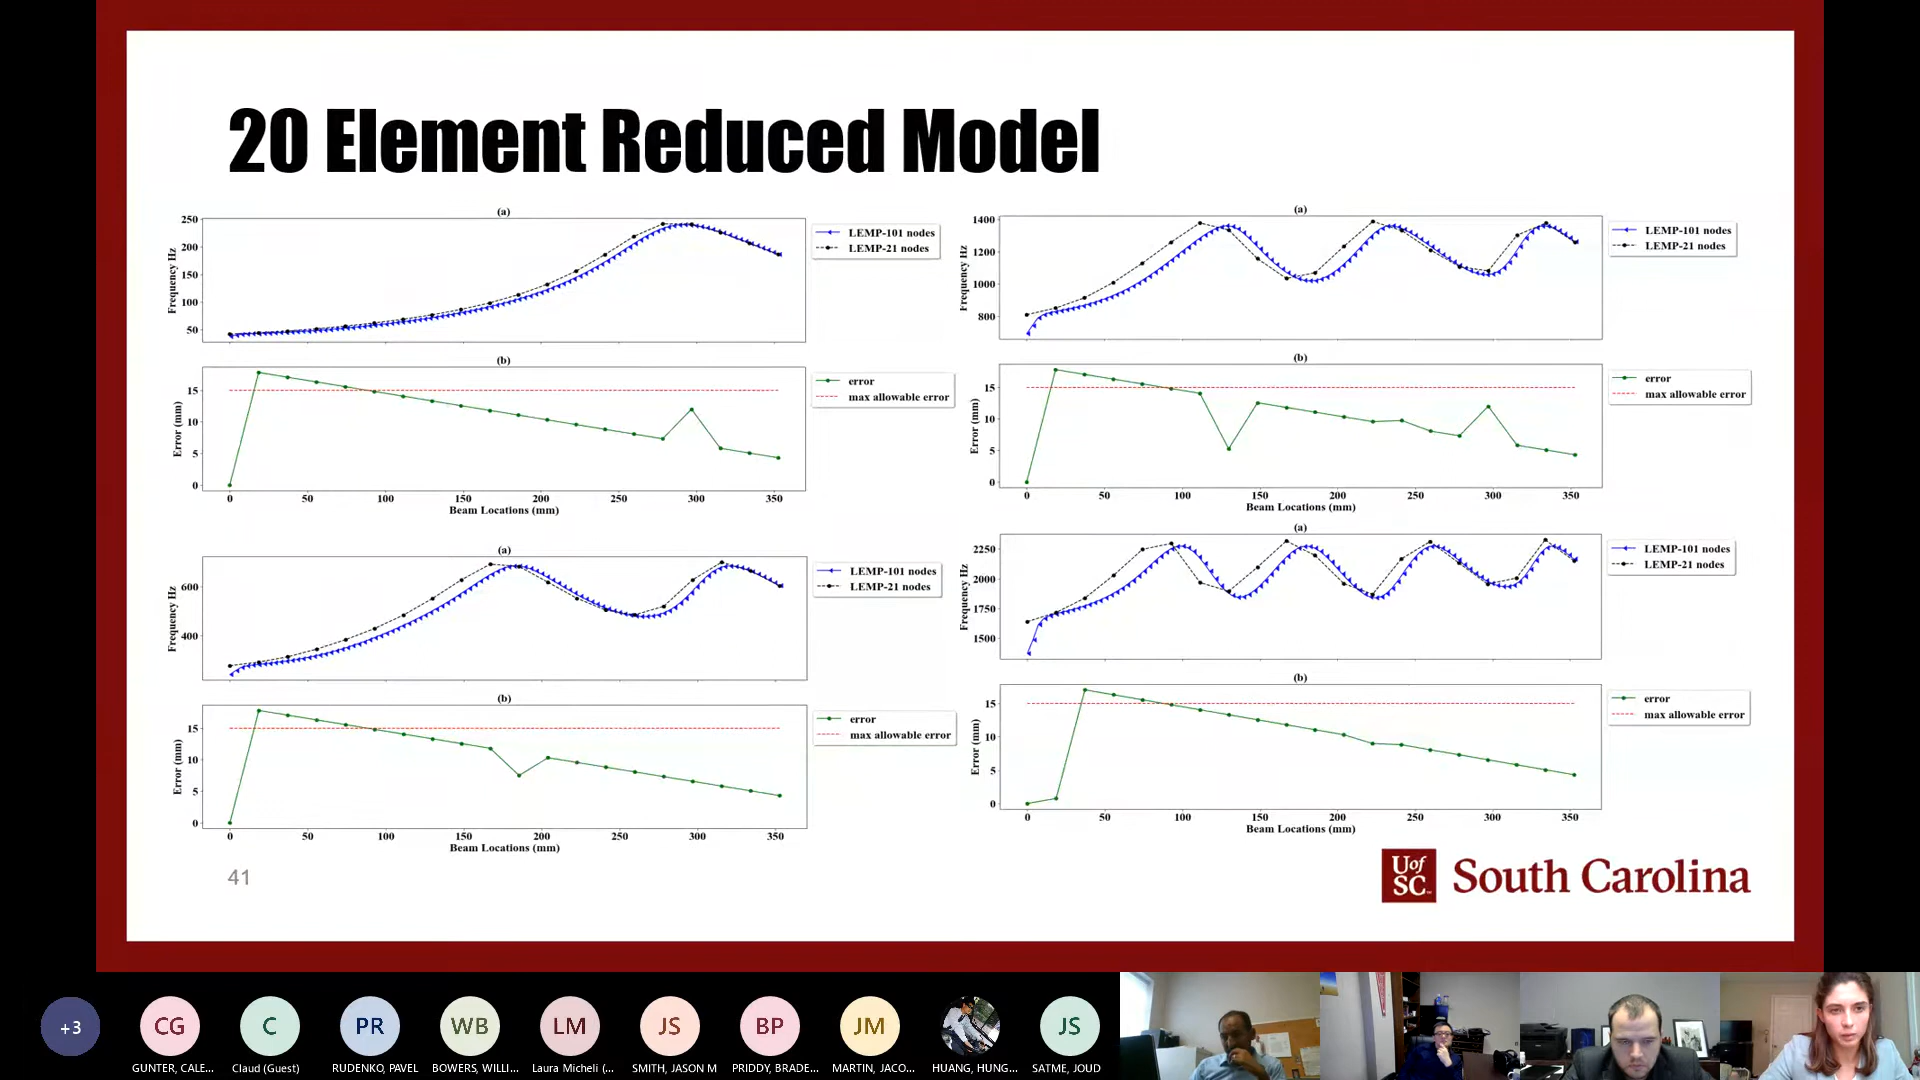 20 Element Reduced Model
(a)
250
200
150
100
50
Frequency Hz
LEMP-101 nodes
LEMP-21 nodes
(b)
15
10
5
0
Error (mm)
error
max allowable error
0 50 100 150 200 250 300 350
Beam Locations (mm)
(a)
1400
1200
1000
800
Frequency Hz
LEMP-101 nodes
LEMP-21 nodes
(b)
15
10
5
0
Error (mm)
error
max allowable error
0 50 100 150 200 250 300 350
Beam Locations (mm)
(a)
600
400
Frequency Hz
LEMP-101 nodes
LEMP-21 nodes
(b)
15
10
5
0
Error (mm)
error
max allowable error
0 50 100 150 200 250 300 350
Beam Locations (mm)
(a)
2250
2000
1750
1500
Frequency Hz
LEMP-101 nodes
LEMP-21 nodes
(b)
15
10
5
0
Error (mm)
error
max allowable error
0 50 100 150 200 250 300 350
Beam Locations (mm)
41
Uof
SC
South Carolina
+3 CG C PR WB LM JS BP JM JS
GUNTER, CALE... Claud (Guest) RUDENKO, PAVEL BOWERS, WILLI... Laura Micheli (... SMITH, JASON M PRIDDY, BRADE... MARTIN, JACO... HUANG, HUNG... SATME, JOUD